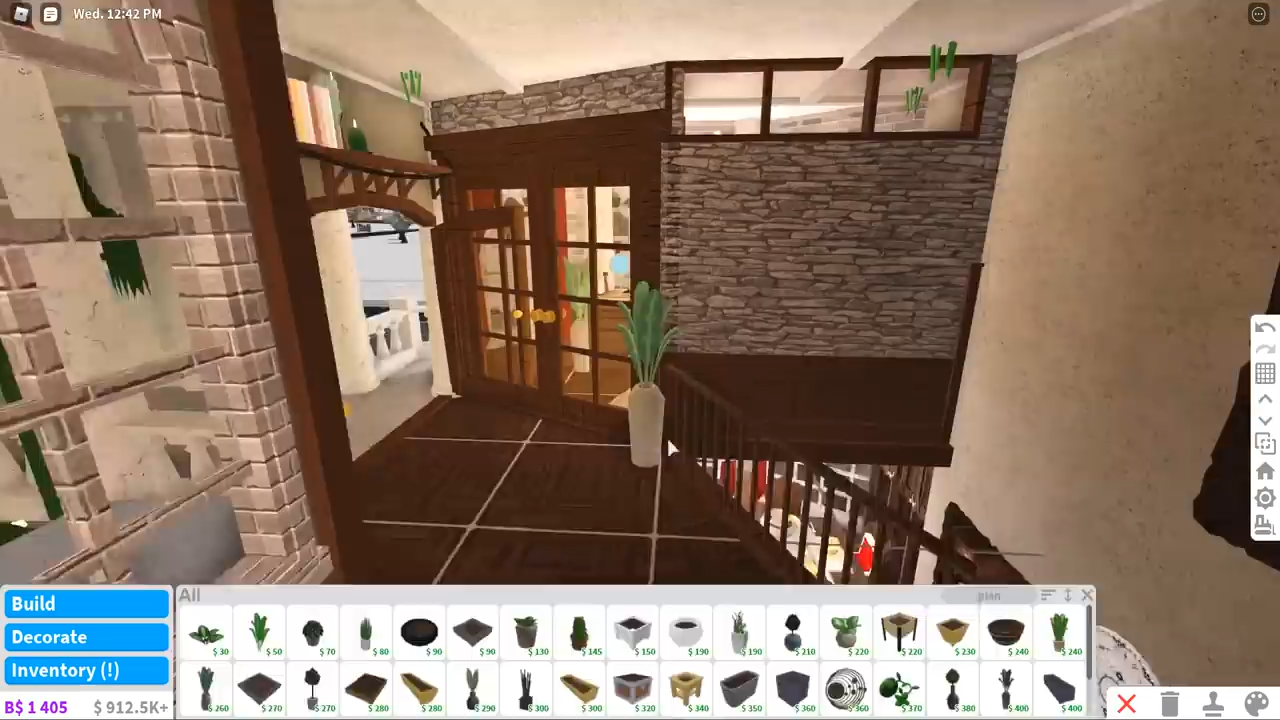 Wed. 12:42 PM
Build
Decorate
Inventory (!)
B$ 1 405 $ 912.5K+
All
plan
$ 30 $ 50 $ 70 $ 80 $ 90 $ 90 $ 130 $ 145 $ 150 $ 190 $ 190 $ 210 $ 220 $ 220 $ 230 $ 240 $ 240
$ 260 $ 270 $ 270 $ 280 $ 280 $ 290 $ 300 $ 300 $ 320 $ 340 $ 350 $ 360 $ 360 $ 370 $ 380 $ 400 $ 400